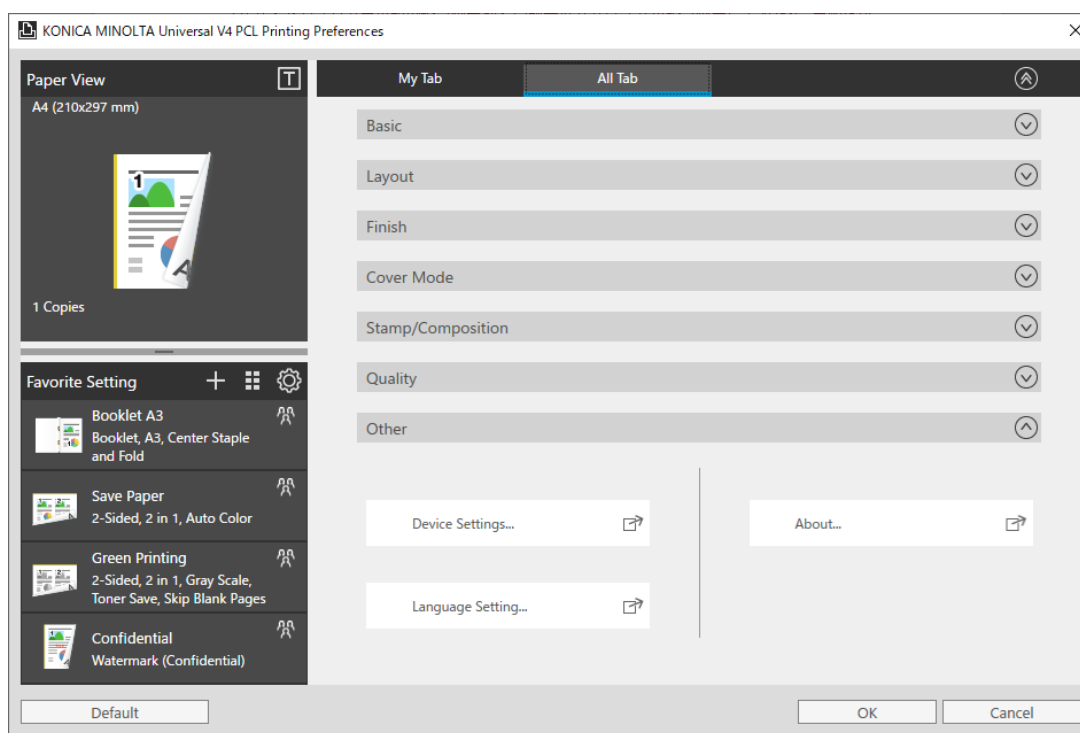 KONICA MINOLTA Universal V4 PCL Printing Preferences
Paper View
T
A4 (210x297 mm)
1
A
1 Copies
Favorite Setting
Booklet A3
Booklet, A3, Center Staple
and Fold
Save Paper
2-Sided, 2 in 1, Auto Color
Green Printing
2-Sided, 2 in 1, Gray Scale,
Toner Save, Skip Blank Pages
Confidential
Watermark (Confidential)
Default
My Tab
All Tab
Basic
Layout
Finish
Cover Mode
Stamp/Composition
Quality
Other
Device Settings...
About...
Language Setting...
OK
Cancel